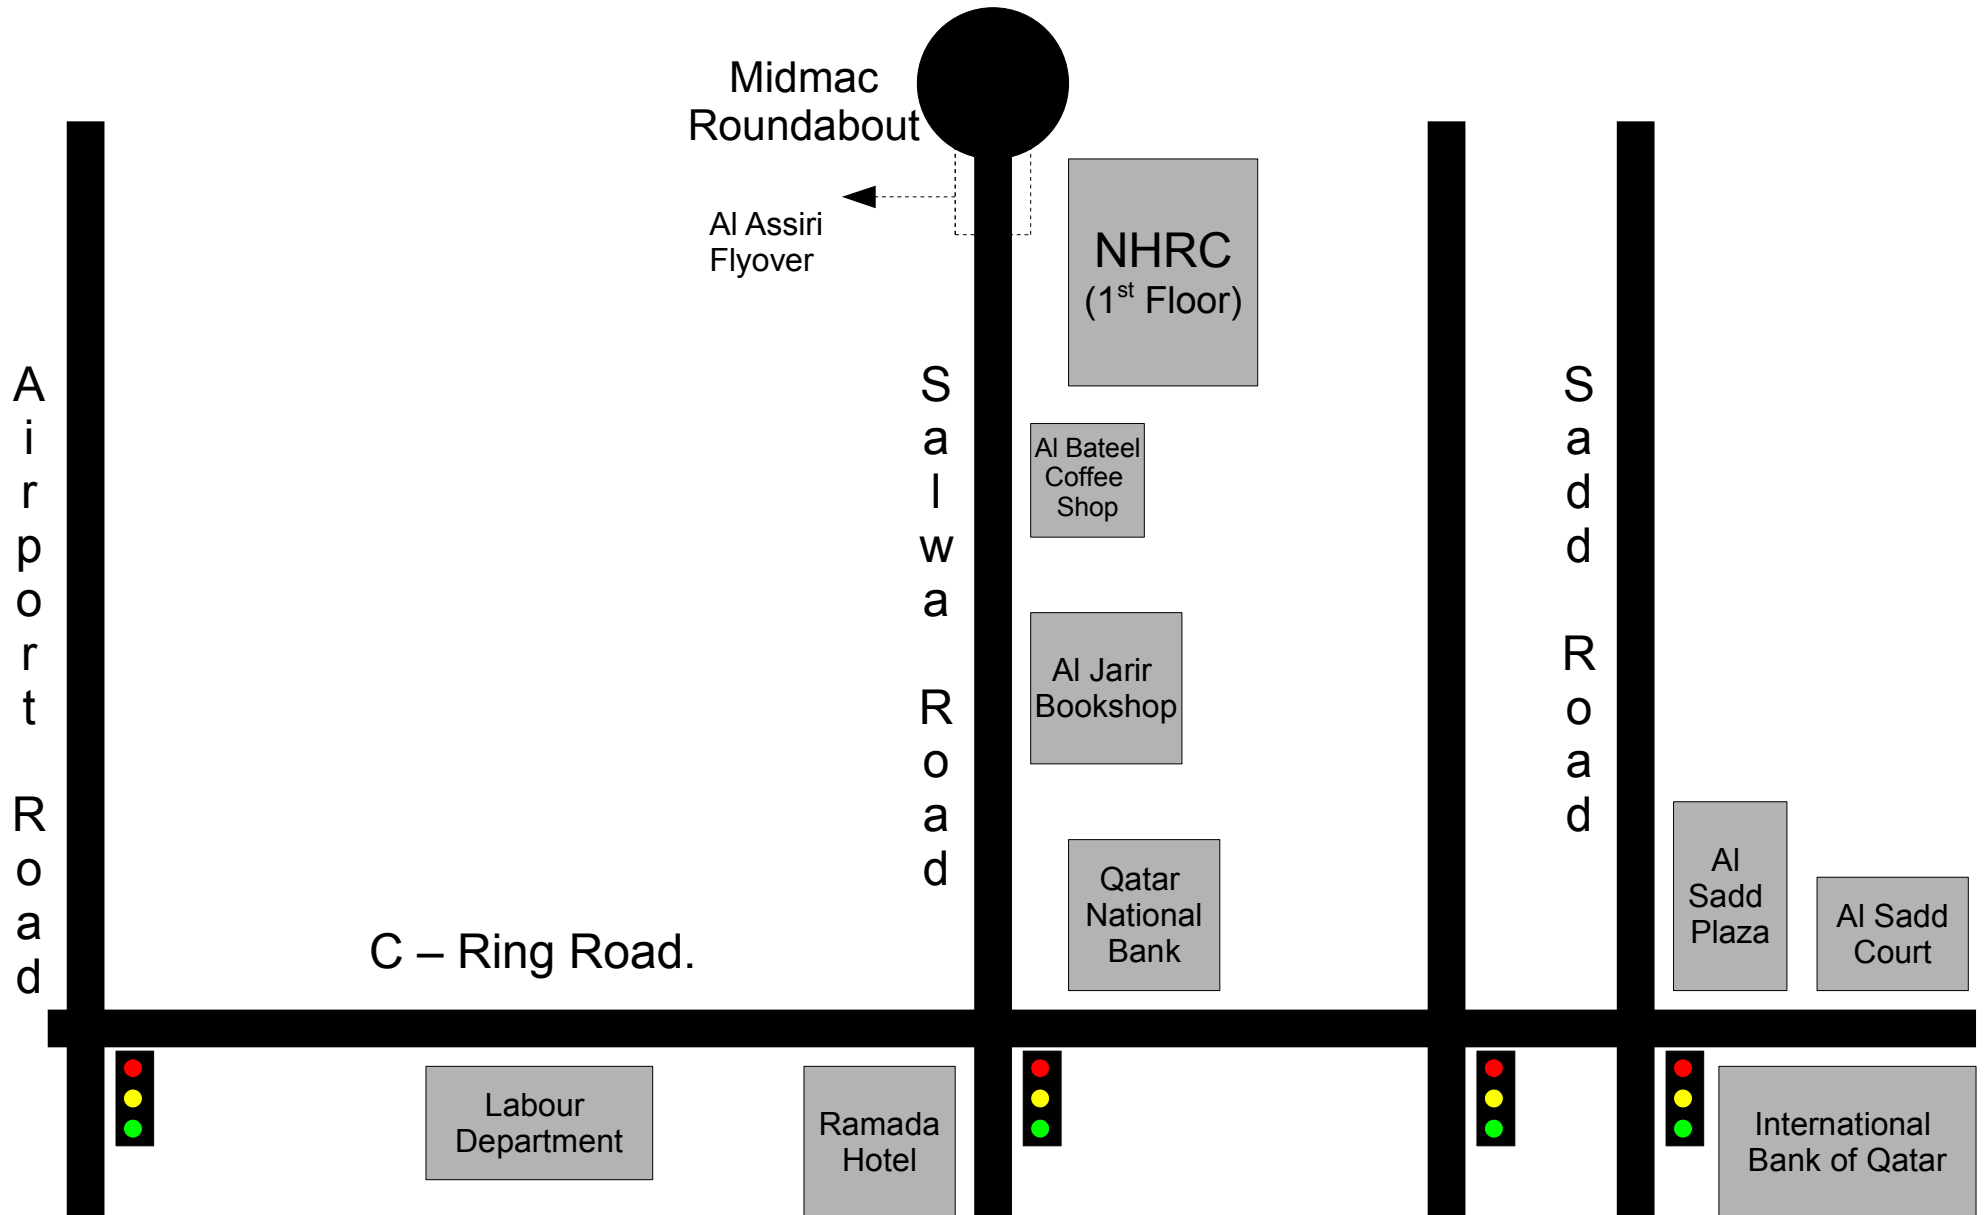 Midmac
Roundabout
Al Assiri
Flyover
NHRC
(1st Floor)
Airport Road
Salwa Road
Sadd Road
Al Bateel
Coffee
Shop
Al Jarir
Bookshop
Qatar
National
Bank
Al
Sadd
Plaza
Al Sadd
Court
C – Ring Road.
Labour
Department
Ramada
Hotel
International
Bank of Qatar